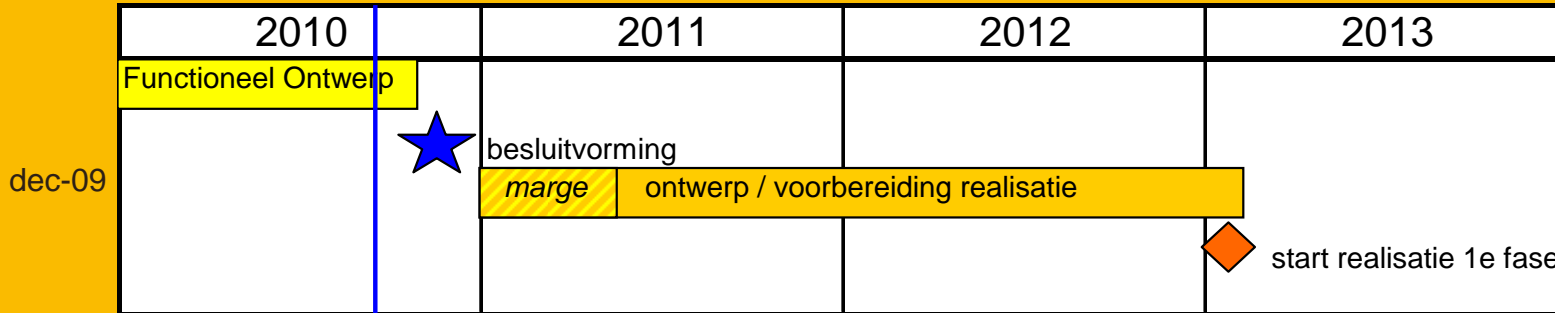 2010 2011 2012 2013
Functioneel Ontwerp
besluitvorming
dec-09
marge ontwerp / voorbereiding realisatie
start realisatie 1e fase